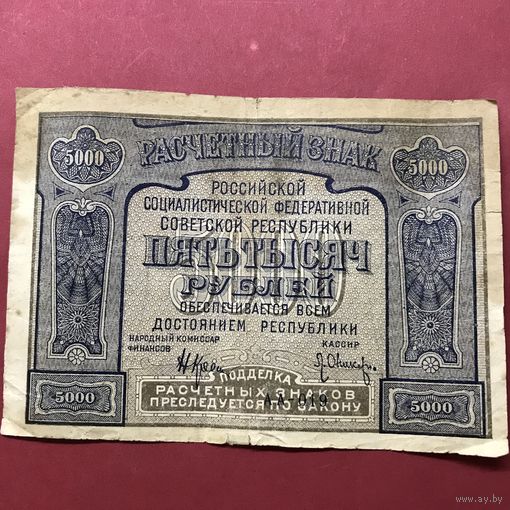 РАСЧЕТНЫЙ ЗНАК
5000 5000
РОССИЙСКОЙ
СОЦИАЛИСТИЧЕСКОЙ ФЕДЕРАТИВНОЙ
СОВЕТСКОЙ РЕСПУБЛИКИ
ПЯТЬ ТЫСЯЧ
РУБЛЕЙ
ОБЕСПЕЧИВАЕТСЯ ВСЕМ
ДОСТОЯНИЕМ РЕСПУБЛИКИ
НАРОДНЫЙ КОМИССАР
ФИНАНСОВ
КАССИР
ПОДДЕЛКА
РАСЧЕТНЫХ ЗНАКОВ
ПРЕСЛЕДУЕТСЯ ПО ЗАКОНУ
5000 5000
www.ay.by